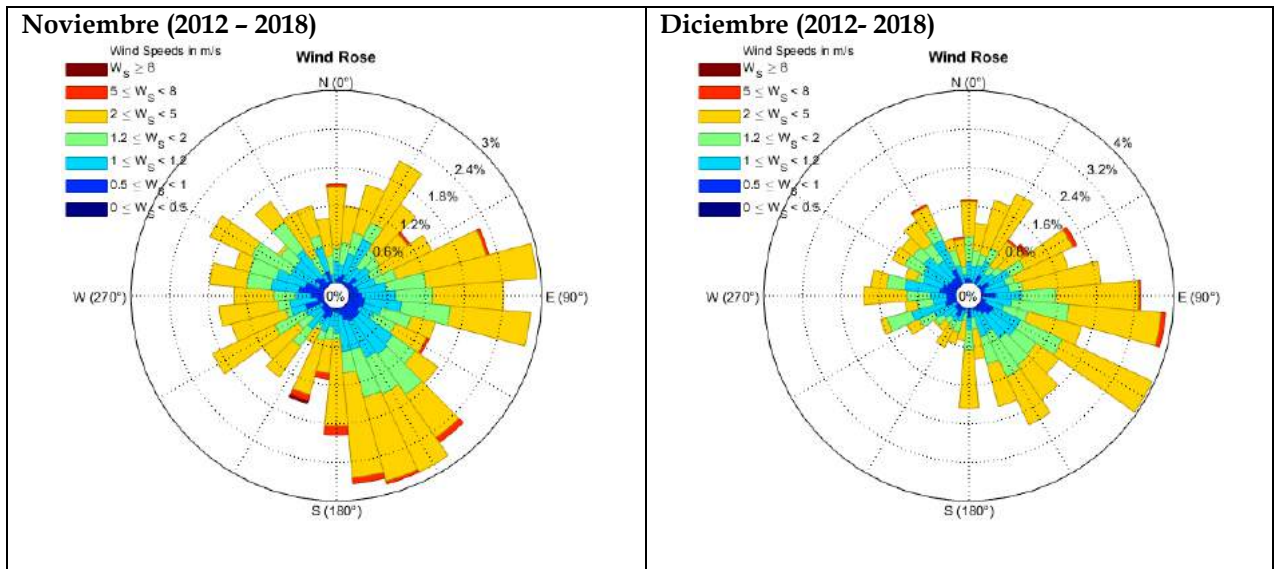 Noviembre (2012 – 2018)
Wind Speeds in m/s
W_S ≥ 8
5 ≤ W_S < 8
2 ≤ W_S < 5
1.2 ≤ W_S < 2
1 ≤ W_S < 1.2
0.5 ≤ W_S < 1
0 ≤ W_S < 0.5
Wind Rose
N (0°)
3%
2.4%
1.8%
1.2%
0.6%
0%
W (270°)
E (90°)
S (180°)
Diciembre (2012- 2018)
Wind Speeds in m/s
W_S ≥ 8
5 ≤ W_S < 8
2 ≤ W_S < 5
1.2 ≤ W_S < 2
1 ≤ W_S < 1.2
0.5 ≤ W_S < 1
0 ≤ W_S < 0.5
Wind Rose
N (0°)
4%
3.2%
2.4%
1.6%
0.8%
0%
W (270°)
E (90°)
S (180°)